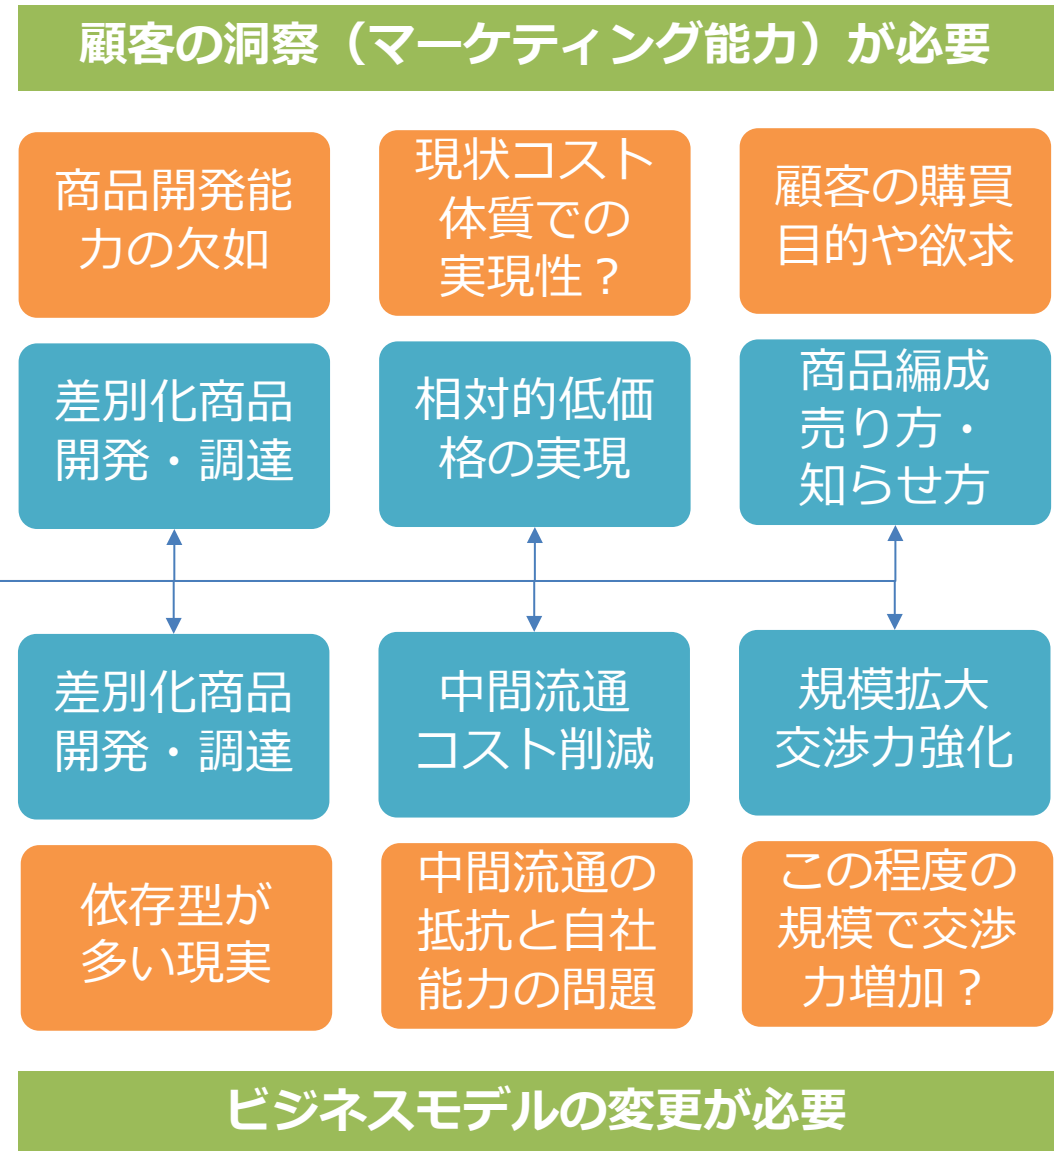 顧客の洞察（マーケティング能力）が必要
商品開発能
力の欠如
現状コスト
体質での
実現性？
顧客の購買
目的や欲求
差別化商品
開発・調達
相対的低価
格の実現
商品編成
売り方・
知らせ方
差別化商品
開発・調達
中間流通
コスト削減
規模拡大
交渉力強化
依存型が
多い現実
中間流通の
抵抗と自社
能力の問題
この程度の
規模で交渉
力増加？
ビジネスモデルの変更が必要